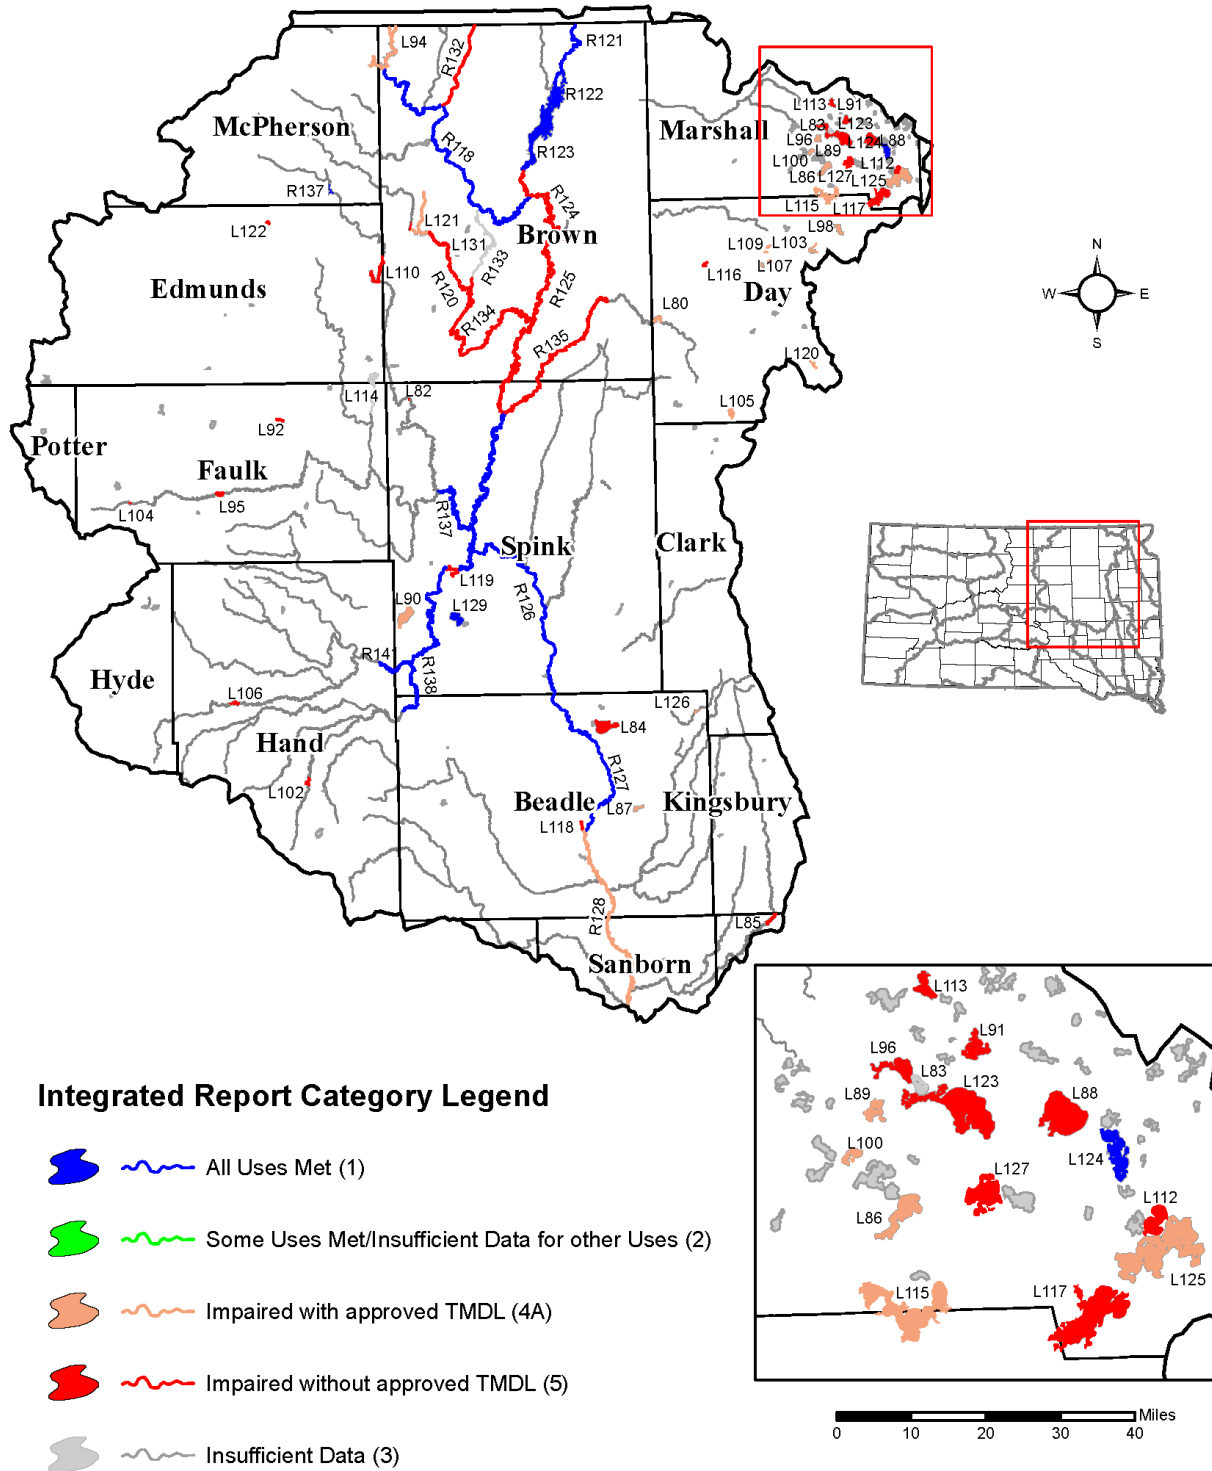 L94
R132
R121
R122
McPherson
R118
R123
Marshall
L113
L91
L83
L123
L96
L124
L88
L89
L100
L112
L86
L127
L125
L115
L117
R137
R124
L122
L121
L131
Brown
R133
L98
L109
L103
L107
L116
Day
N
W
E
S
Edmunds
L110
R120
R125
R134
R135
L80
L120
L114
L82
L105
Potter
L92
Faulk
L104
L95
R137
Spink
Clark
L119
L90
L129
R126
R141
R138
Hyde
L106
Hand
L126
L84
L102
R127
Beadle
L87
Kingsbury
L118
R128
L85
Sanborn
L113
L91
L96
L83
L123
L88
L89
L100
L124
L127
L86
L112
L125
L115
L117
Integrated Report Category Legend
All Uses Met (1)
Some Uses Met/Insufficient Data for other Uses (2)
Impaired with approved TMDL (4A)
Impaired without approved TMDL (5)
Insufficient Data (3)
Miles
0 10 20 30 40